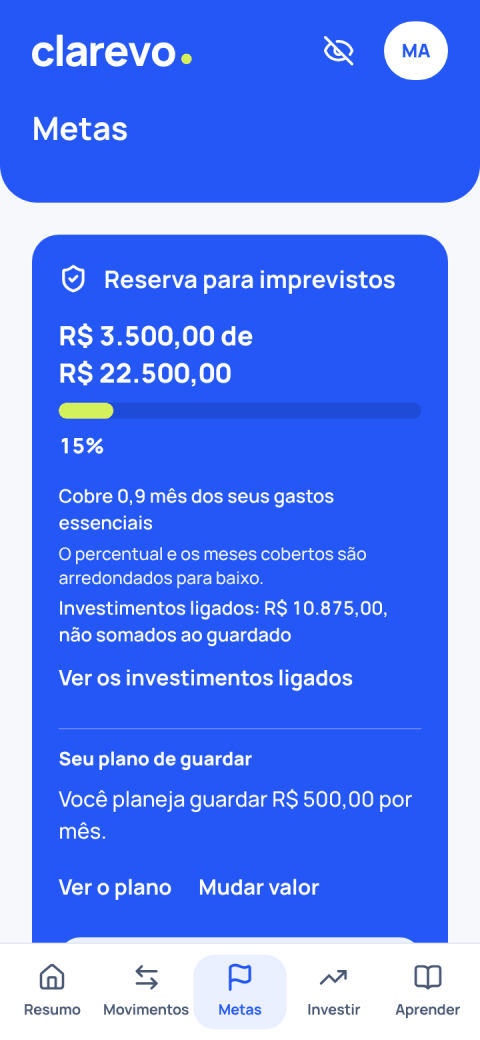 clarevo.
MA
Metas
Reserva para imprevistos
R$ 3.500,00 de
R$ 22.500,00
15%
Cobre 0,9 mês dos seus gastos
essenciais
O percentual e os meses cobertos são
arredondados para baixo.
Investimentos ligados: R$ 10.875,00,
não somados ao guardado
Ver os investimentos ligados
Seu plano de guardar
Você planeja guardar R$ 500,00 por
mês.
Ver o plano Mudar valor
Resumo Movimentos Metas Investir Aprender